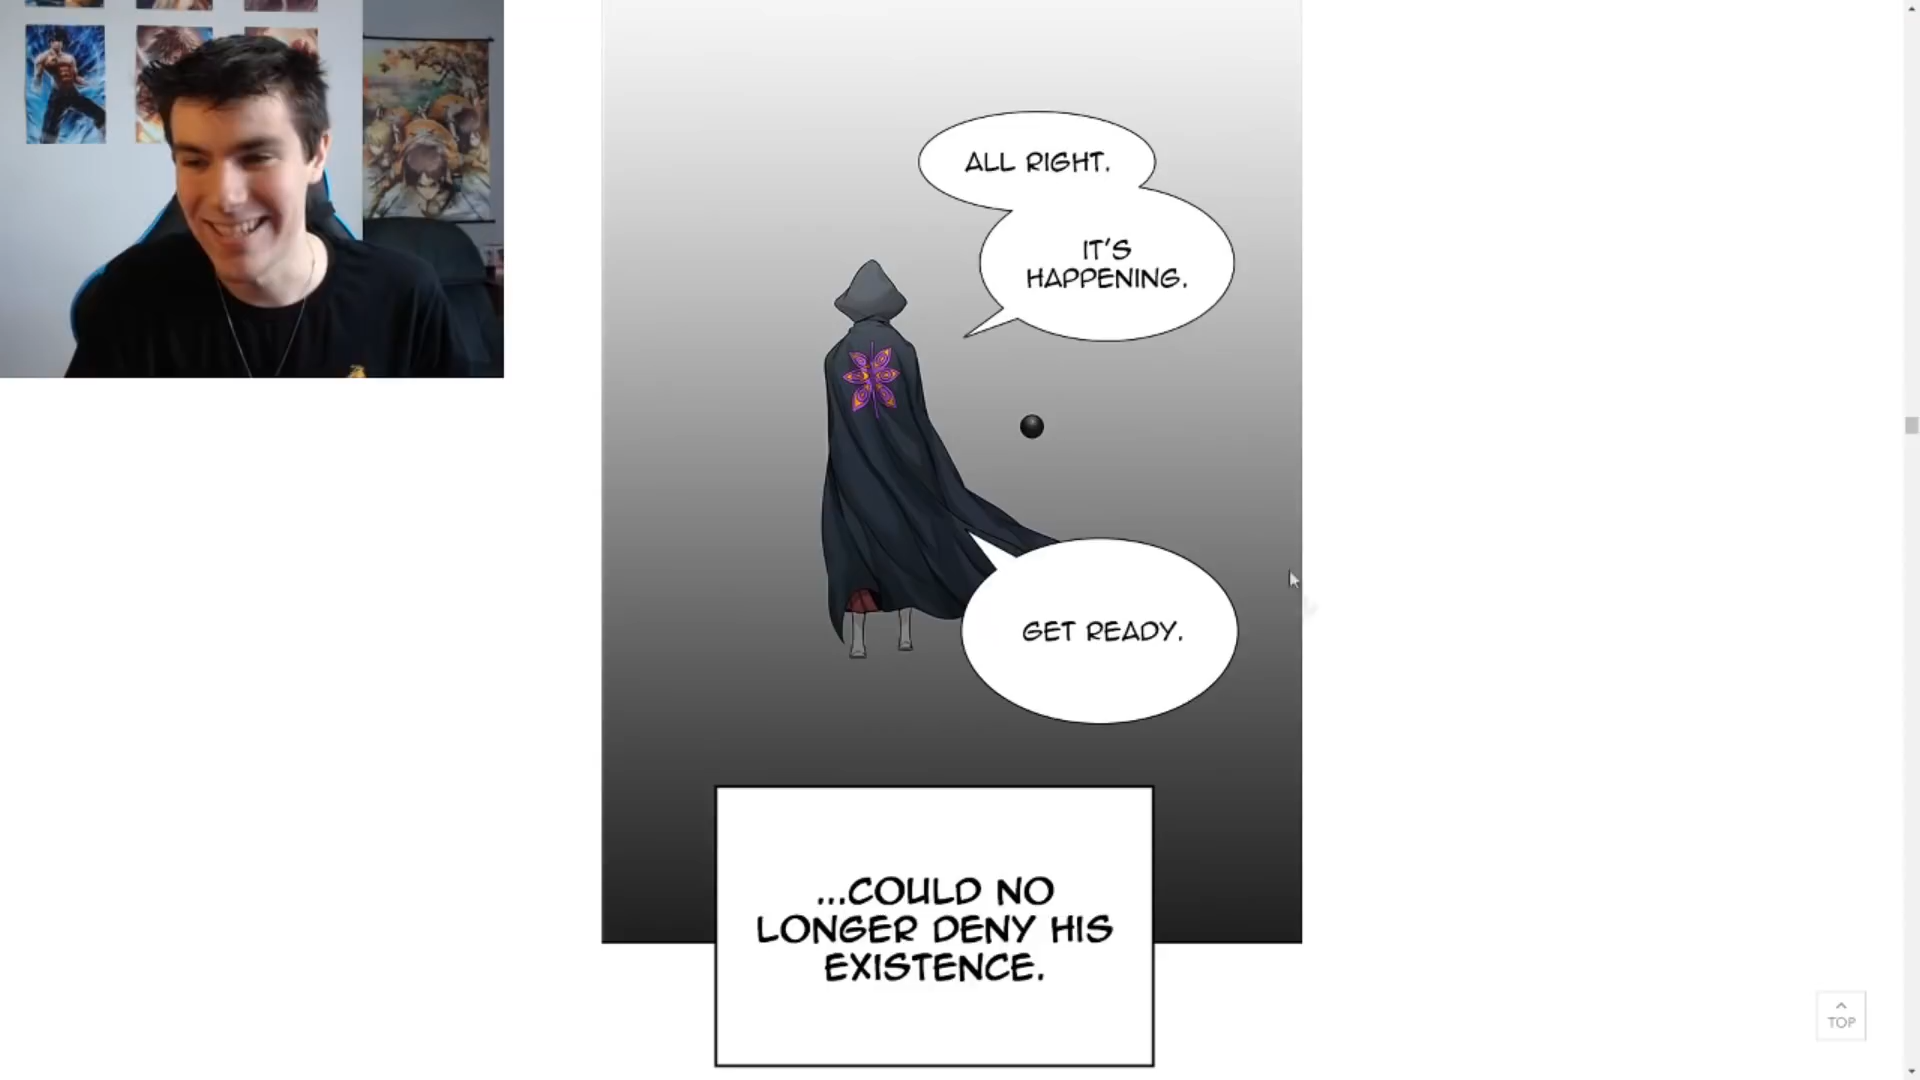 ALL RIGHT.
IT'S
HAPPENING.
GET READY.
...COULD NO
LONGER DENY HIS
EXISTENCE.
TOP